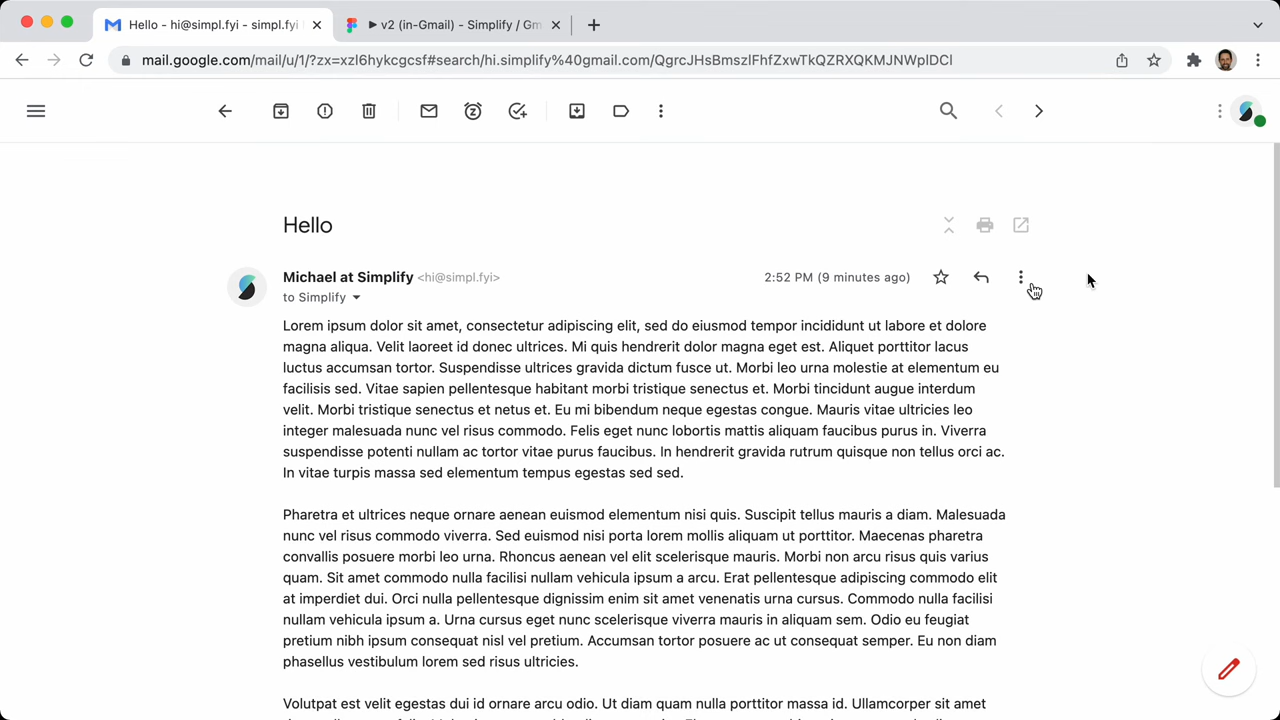 Hello - hi@simpl.fyi - simpl.fyi
v2 (in-Gmail) - Simplify / Gm
mail.google.com/mail/u/1/?zx=xzl6hykcgcsf#search/hi.simplify%40gmail.com/QgrcJHsBmszlFhfZxwTkQZRXQKMJNWplDCl
Hello
Michael at Simplify <hi@simpl.fyi>
2:52 PM (9 minutes ago)
to Simplify
Lorem ipsum dolor sit amet, consectetur adipiscing elit, sed do eiusmod tempor incididunt ut labore et dolore
magna aliqua. Velit laoreet id donec ultrices. Mi quis hendrerit dolor magna eget est. Aliquet porttitor lacus
luctus accumsan tortor. Suspendisse ultrices gravida dictum fusce ut. Morbi leo urna molestie at elementum eu
facilisis sed. Vitae sapien pellentesque habitant morbi tristique senectus et. Morbi tincidunt augue interdum
velit. Morbi tristique senectus et netus et. Eu mi bibendum neque egestas congue. Mauris vitae ultricies leo
integer malesuada nunc vel risus commodo. Felis eget nunc lobortis mattis aliquam faucibus purus in. Viverra
suspendisse potenti nullam ac tortor vitae purus faucibus. In hendrerit gravida rutrum quisque non tellus orci ac.
In vitae turpis massa sed elementum tempus egestas sed sed.
Pharetra et ultrices neque ornare aenean euismod elementum nisi quis. Suscipit tellus mauris a diam. Malesuada
nunc vel risus commodo viverra. Sed euismod nisi porta lorem mollis aliquam ut porttitor. Maecenas pharetra
convallis posuere morbi leo urna. Rhoncus aenean vel elit scelerisque mauris. Morbi non arcu risus quis varius
quam. Sit amet commodo nulla facilisi nullam vehicula ipsum a arcu. Erat pellentesque adipiscing commodo elit
at imperdiet dui. Orci nulla pellentesque dignissim enim sit amet venenatis urna cursus. Commodo nulla facilisi
nullam vehicula ipsum a. Urna cursus eget nunc scelerisque viverra mauris in aliquam sem. Odio eu feugiat
pretium nibh ipsum consequat nisl vel pretium. Accumsan tortor posuere ac ut consequat semper. Eu non diam
phasellus vestibulum lorem sed risus ultricies.
Volutpat est velit egestas dui id ornare arcu odio. Ut diam quam nulla porttitor massa id. Ullamcorper sit amet